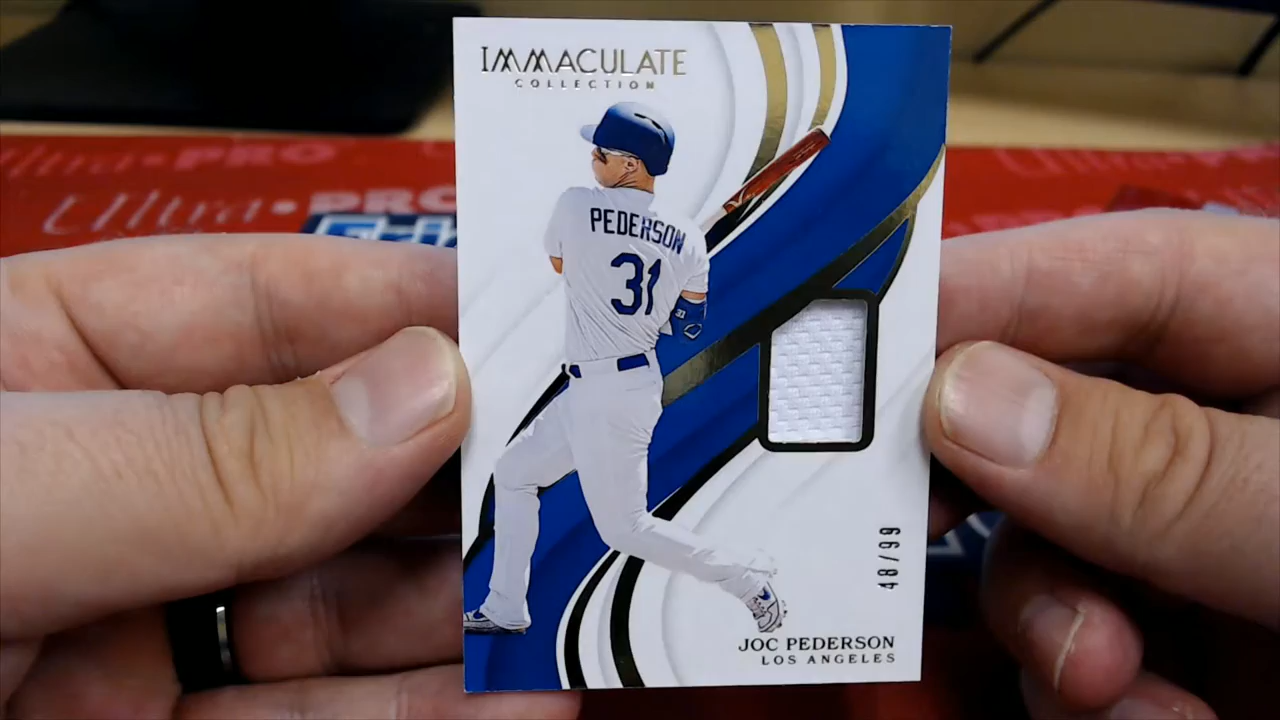 IMMACULATE
COLLECTION
Ultra • PRO
Ultra • PRO
PEDERSON
31
48/99
JOC PEDERSON
LOS ANGELES